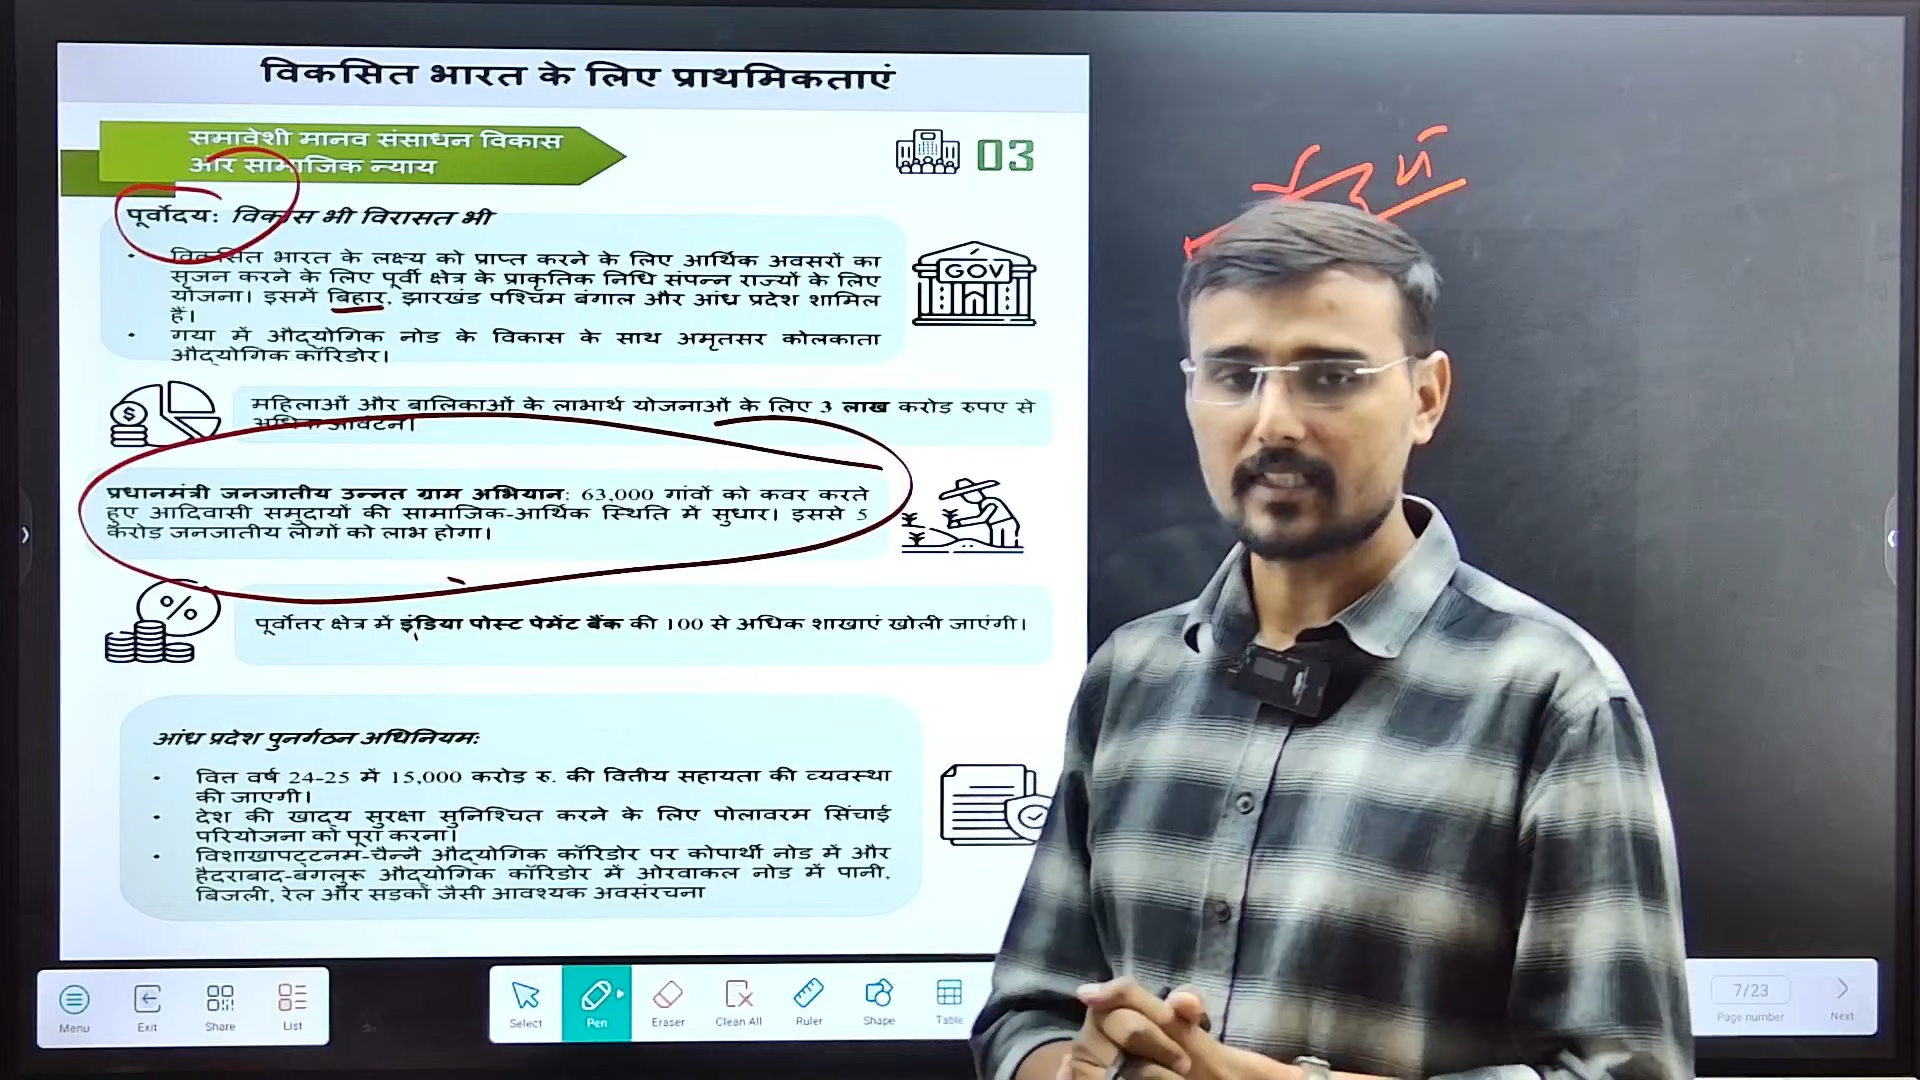 विकसित भारत के लिए प्राथमिकताएं
समावेशी मानव संसाधन विकास
और सामाजिक न्याय
03
पूर्वोदय: विकास भी विरासत भी
• विकसित भारत के लक्ष्य को प्राप्त करने के लिए आर्थिक अवसरों का
सृजन करने के लिए पूर्वी क्षेत्र के प्राकृतिक निधि संपन्न राज्यों के लिए
योजना। इसमें बिहार, झारखंड पश्चिम बंगाल और आंध्र प्रदेश शामिल
हैं।
• गया में औद्योगिक नोड के विकास के साथ अमृतसर कोलकाता
औद्योगिक कॉरिडोर।
GOV
महिलाओं और बालिकाओं के लाभार्थ योजनाओं के लिए 3 लाख करोड़ रुपए से
अधिक आवंटन।
$
प्रधानमंत्री जनजातीय उन्नत ग्राम अभियान: 63,000 गांवों को कवर करते
हुए आदिवासी समुदायों की सामाजिक-आर्थिक स्थिति में सुधार। इससे 5
करोड़ जनजातीय लोगों को लाभ होगा।
%
पूर्वोतर क्षेत्र में इंडिया पोस्ट पेमेंट बैंक की 100 से अधिक शाखाएं खोली जाएंगी।
आंध्र प्रदेश पुनर्गठन अधिनियम:
• वित वर्ष 24-25 में 15,000 करोड़ रु. की वितीय सहायता की व्यवस्था
की जाएगी।
• देश की खाद्य सुरक्षा सुनिश्चित करने के लिए पोलावरम सिंचाई
परियोजना को पूरा करना।
• विशाखापट्टनम-चैन्नै औद्योगिक कॉरिडोर पर कोपार्थी नोड में और
हैदराबाद-बंगलुरू औद्योगिक कॉरिडोर में ओरवाकल नोड में पानी,
बिजली, रेल और सड़कों जैसी आवश्यक अवसंरचना
Menu Exit Share List Select Pen Eraser Clean All Ruler Shape Table
7/23
Page number Next